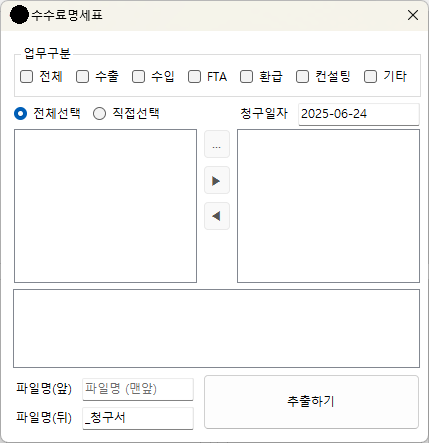 수수료명세표
업무구분
전체 수출 수입 FTA 환급 컨설팅 기타
전체선택 직접선택 청구일자 2025-06-24
...
파일명(앞) 파일명 (맨앞)
추출하기
파일명(뒤) _청구서